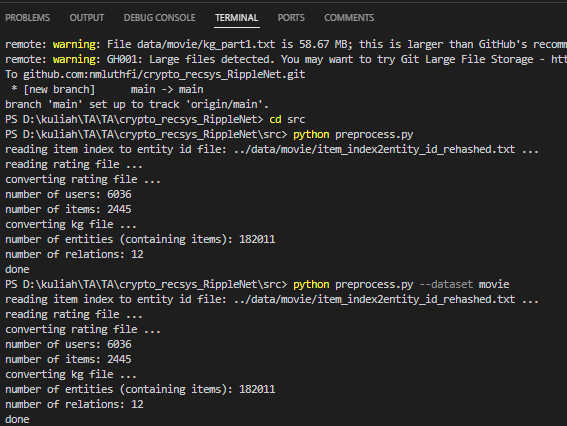 PROBLEMS OUTPUT DEBUG CONSOLE TERMINAL PORTS COMMENTS
remote: warning: File data/movie/kg_part1.txt is 58.67 MB; this is larger than GitHub's recomm
remote: warning: GH001: Large files detected. You may want to try Git Large File Storage - htt
To github.com:nmluthfi/crypto_recsys_RippleNet.git
* [new branch] main -> main
branch 'main' set up to track 'origin/main'.
PS D:\kuliah\TA\TA\crypto_recsys_RippleNet> cd src
PS D:\kuliah\TA\TA\crypto_recsys_RippleNet\src> python preprocess.py
reading item index to entity id file: ../data/movie/item_index2entity_id_rehashed.txt ...
reading rating file ...
converting rating file ...
number of users: 6036
number of items: 2445
converting kg file ...
number of entities (containing items): 182011
number of relations: 12
done
PS D:\kuliah\TA\TA\crypto_recsys_RippleNet\src> python preprocess.py --dataset movie
reading item index to entity id file: ../data/movie/item_index2entity_id_rehashed.txt ...
reading rating file ...
converting rating file ...
number of users: 6036
number of items: 2445
converting kg file ...
number of entities (containing items): 182011
number of relations: 12
done